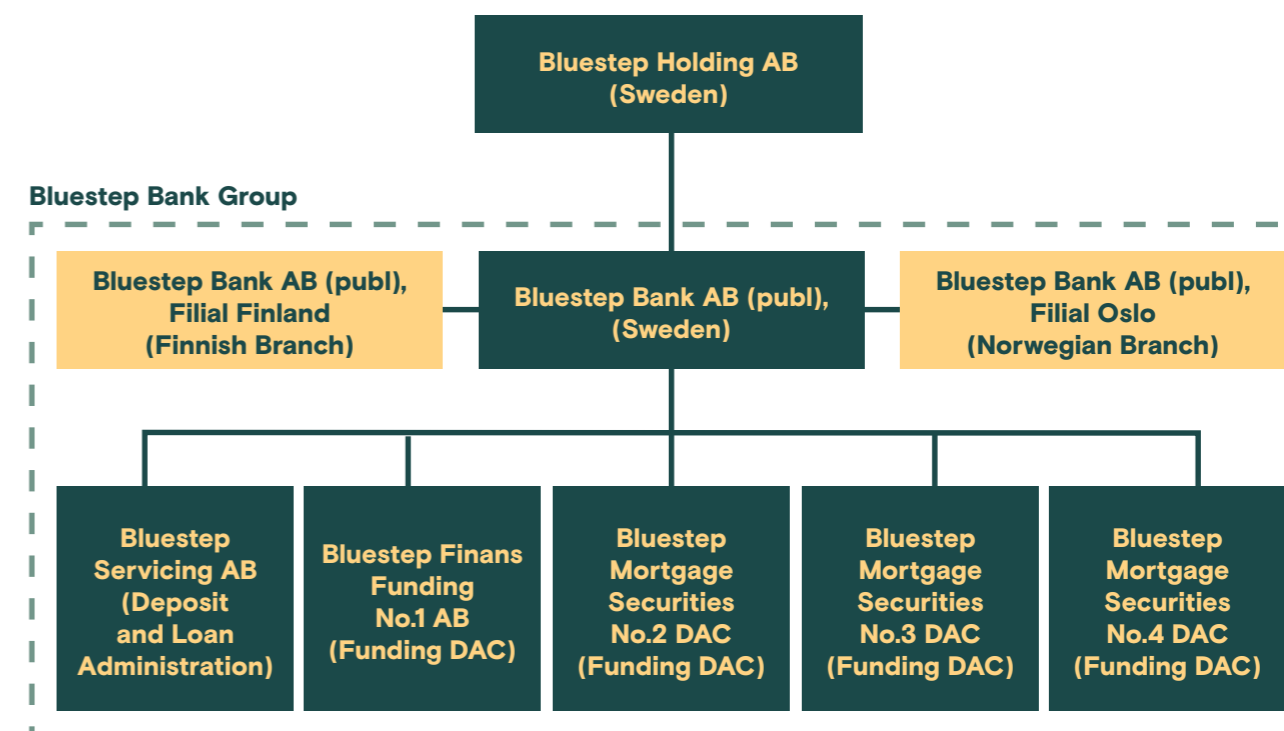 Bluestep Holding AB
(Sweden)
Bluestep Bank Group
Bluestep Bank AB (publ),
Filial Finland
(Finnish Branch)
Bluestep Bank AB (publ),
(Sweden)
Bluestep Bank AB (publ),
Filial Oslo
(Norwegian Branch)
Bluestep
Servicing AB
(Deposit
and Loan
Administration)
Bluestep Finans
Funding
No.1 AB
(Funding DAC)
Bluestep
Mortgage
Securities
No.2 DAC
(Funding DAC)
Bluestep
Mortgage
Securities
No.3 DAC
(Funding DAC)
Bluestep
Mortgage
Securities
No.4 DAC
(Funding DAC)